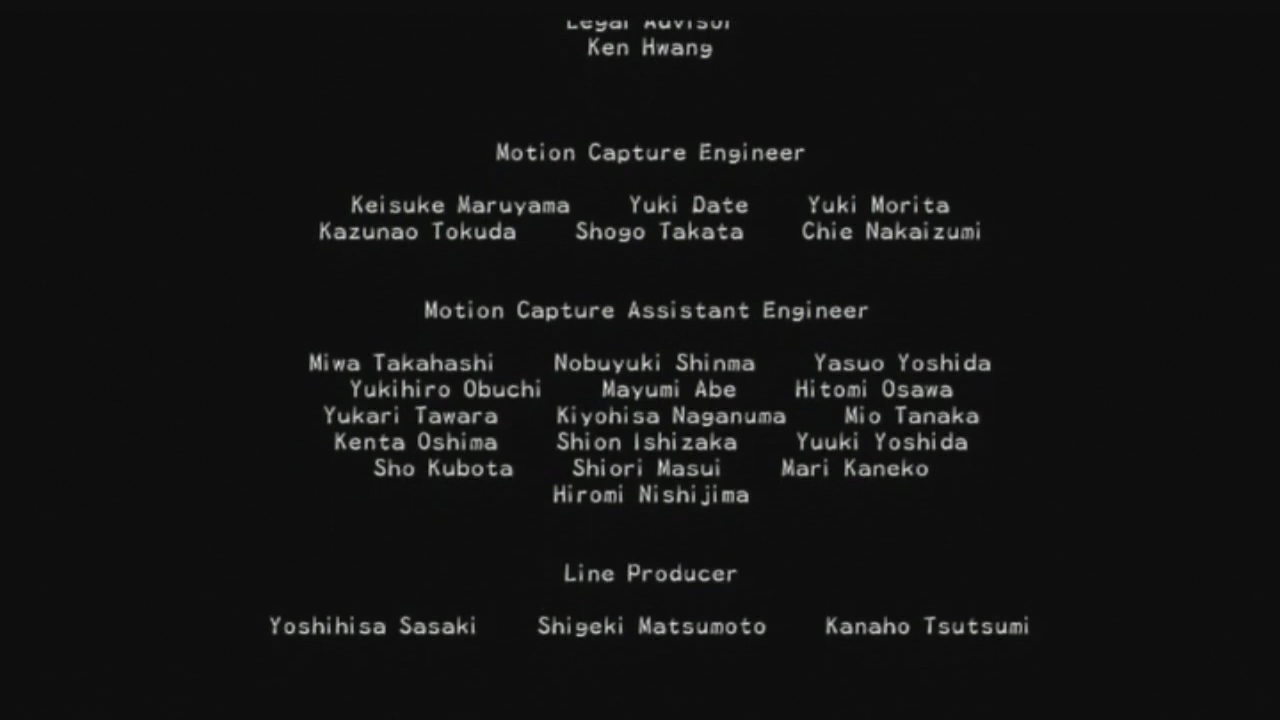 Legal Advisor
Ken Hwang
Motion Capture Engineer
Keisuke Maruyama Yuki Date Yuki Morita
Kazunao Tokuda Shogo Takata Chie Nakaizumi
Motion Capture Assistant Engineer
Miwa Takahashi Nobuyuki Shinma Yasuo Yoshida
Yukihiro Obuchi Mayumi Abe Hitomi Osawa
Yukari Tawara Kiyohisa Naganuma Mio Tanaka
Kenta Oshima Shion Ishizaka Yuuki Yoshida
Sho Kubota Shiori Masui Mari Kaneko
Hiromi Nishijima
Line Producer
Yoshihisa Sasaki Shigeki Matsumoto Kanaho Tsutsumi